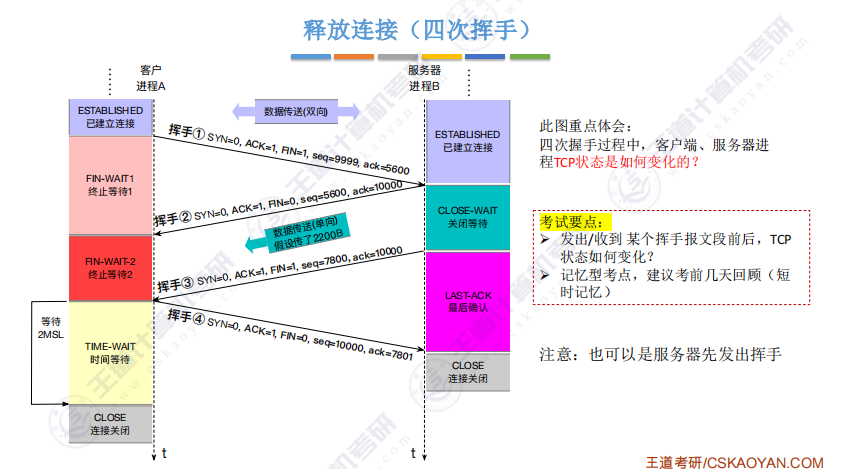 释放连接（四次挥手）
客户
进程A
服务器
进程B
ESTABLISHED
已建立连接
数据传送(双向)
ESTABLISHED
已建立连接
挥手① SYN=0, ACK=1, FIN=1, seq=9999, ack=5600
FIN-WAIT1
终止等待1
挥手② SYN=0, ACK=1, FIN=0, seq=5600, ack=10000
CLOSE-WAIT
关闭等待
数据传送(单向)
假设传了2200B
FIN-WAIT-2
终止等待2
挥手③ SYN=0, ACK=1, FIN=1, seq=7800, ack=10000
LAST-ACK
最后确认
挥手④ SYN=0, ACK=1, FIN=0, seq=10000, ack=7801
等待
2MSL
TIME-WAIT
时间等待
CLOSE
连接关闭
CLOSE
连接关闭
t
t
此图重点体会：
四次握手过程中，客户端、服务器进
程TCP状态是如何变化的？
考试要点：
➢ 发出/收到 某个挥手报文段前后，TCP
状态如何变化？
➢ 记忆型考点，建议考前几天回顾（短
时记忆）
注意：也可以是服务器先发出挥手
王道考研/CSKAOYAN.COM
王道计算机考研
www.cskaoyan.com